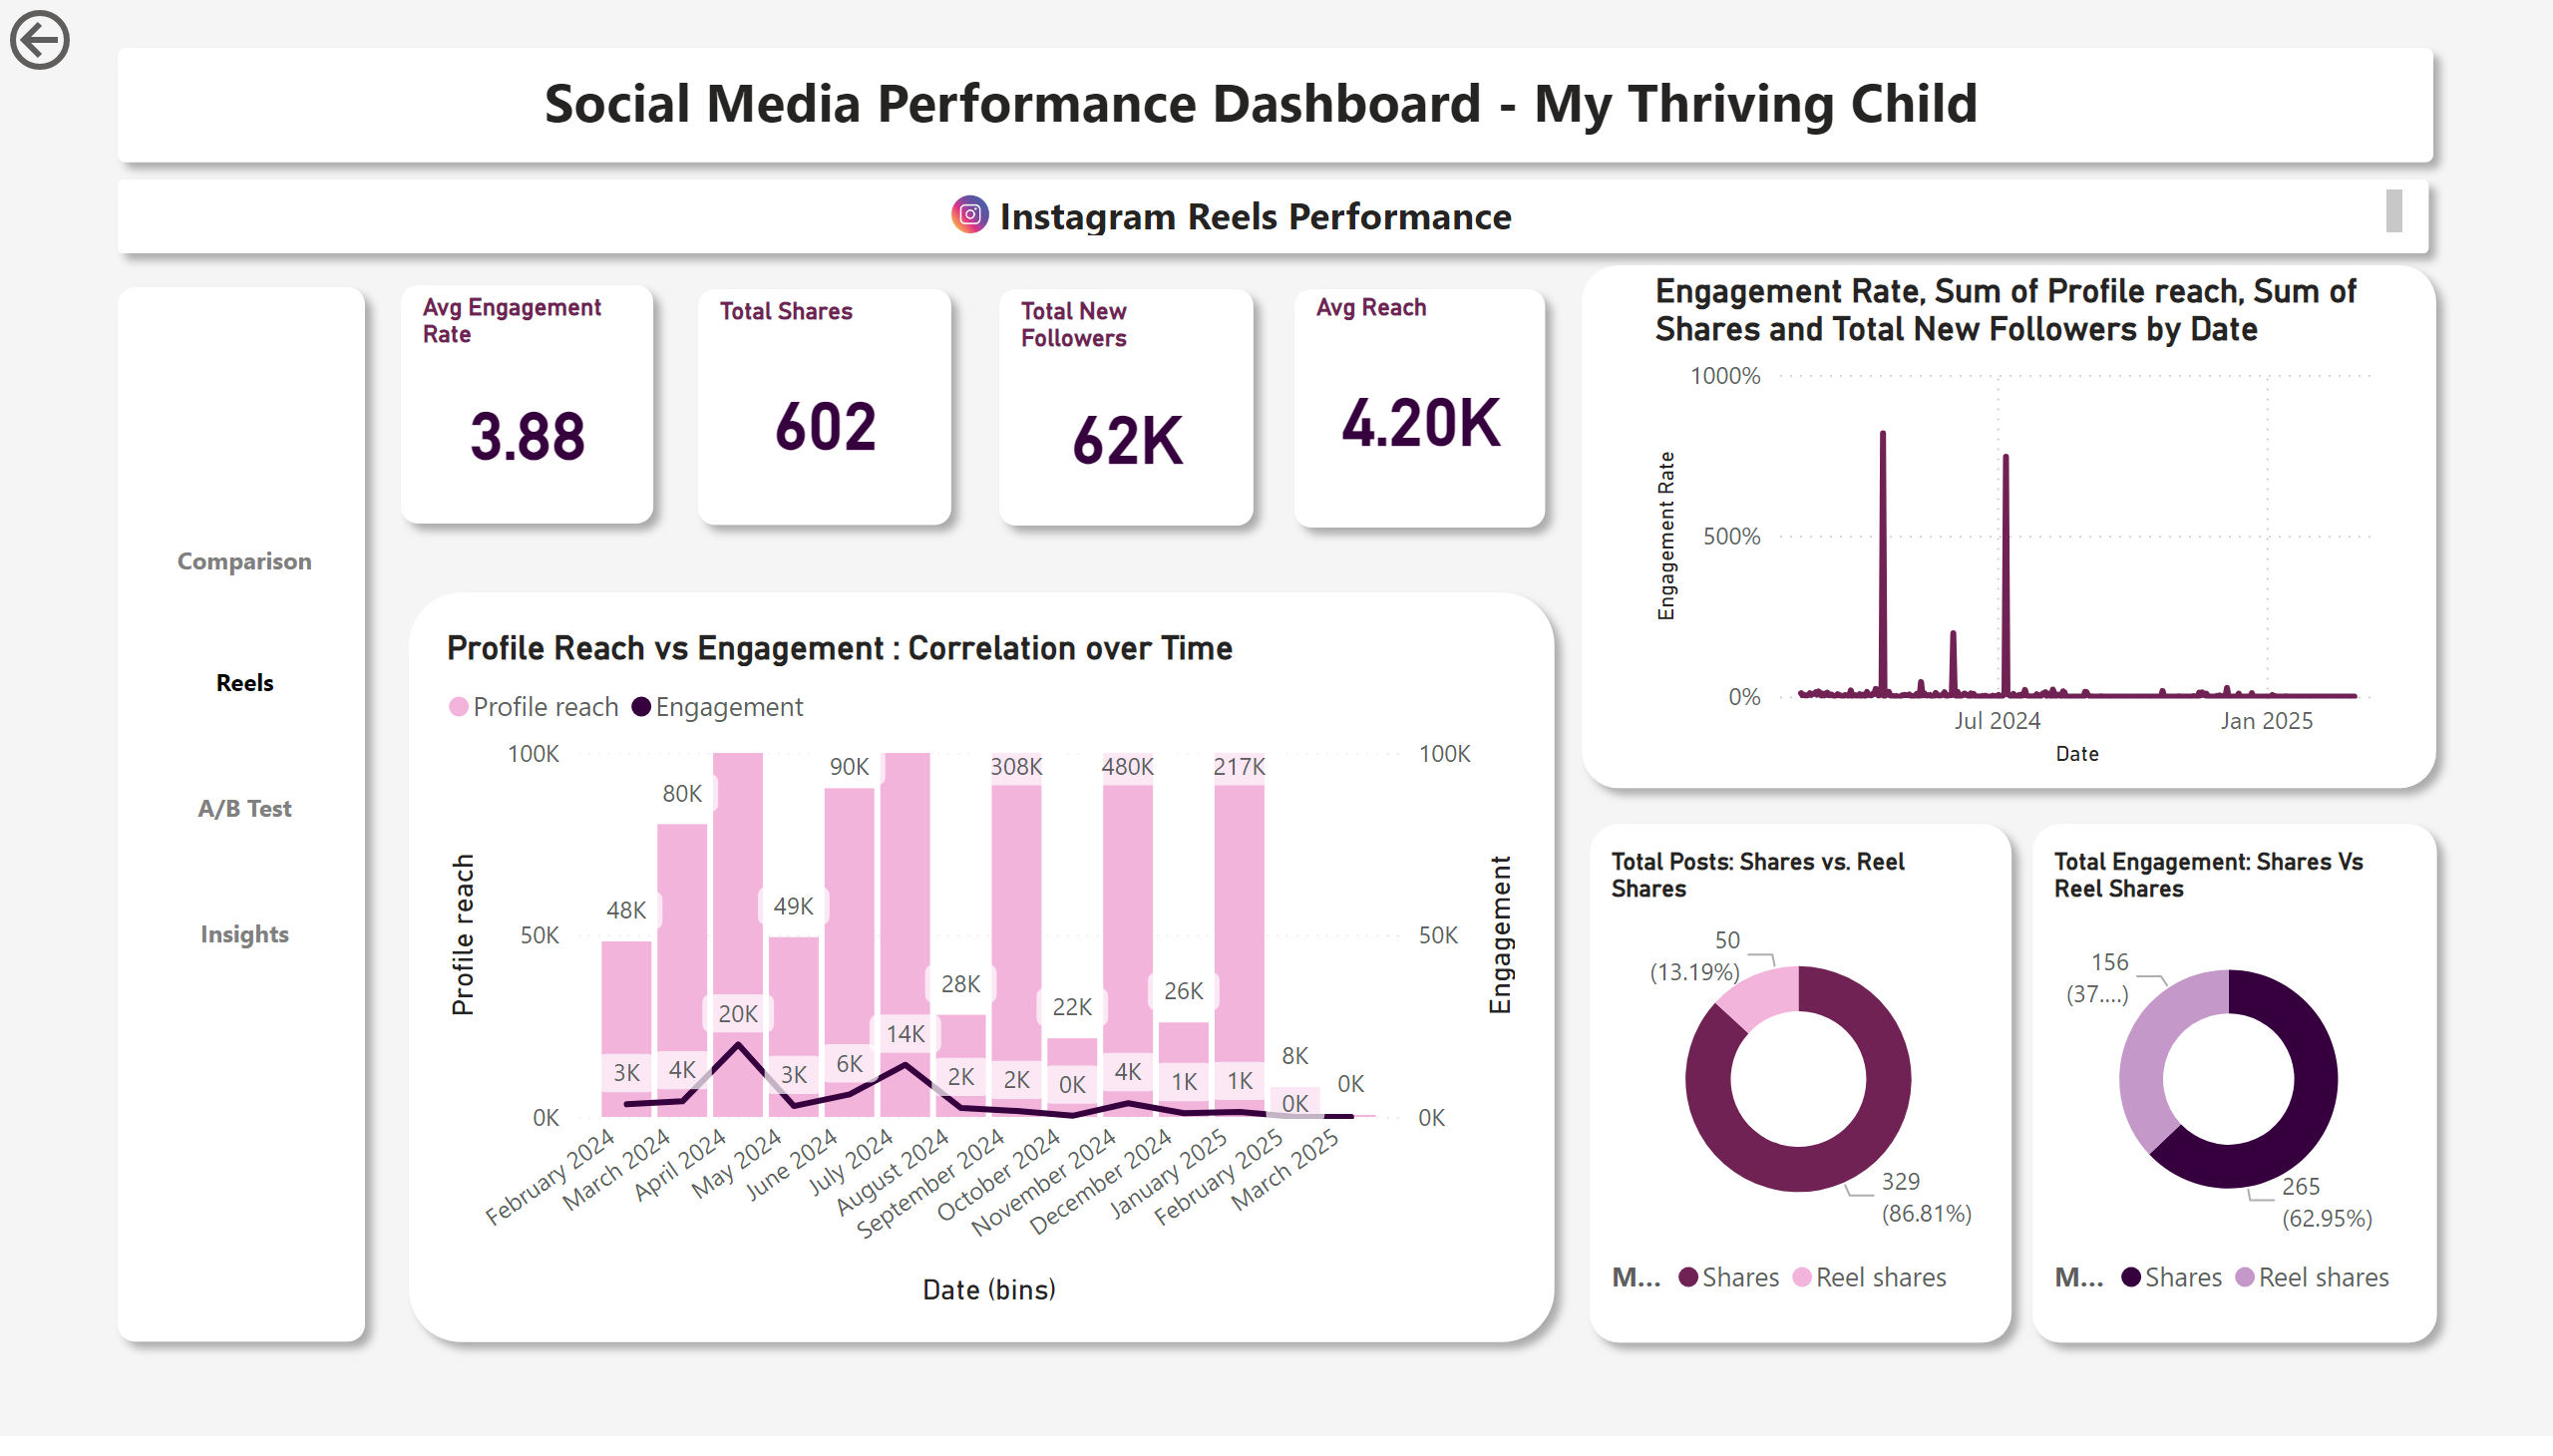 Social Media Performance Dashboard - My Thriving Child
Instagram Reels Performance
Comparison
Reels
A/B Test
Insights
Avg Engagement
Rate
3.88
Total Shares
602
Total New
Followers
62K
Avg Reach
4.20K
Engagement Rate, Sum of Profile reach, Sum of
Shares and Total New Followers by Date
1000%
500%
0%
Engagement Rate
Jul 2024
Jan 2025
Date
Profile Reach vs Engagement : Correlation over Time
Profile reach
Engagement
100K
50K
0K
Profile reach
100K
50K
0K
Engagement
48K
80K
49K
90K
28K
308K
22K
480K
26K
217K
8K
0K
3K
4K
20K
3K
6K
14K
2K
2K
0K
4K
1K
1K
0K
February 2024
March 2024
April 2024
May 2024
June 2024
July 2024
August 2024
September 2024
October 2024
November 2024
December 2024
January 2025
February 2025
March 2025
Date (bins)
Total Posts: Shares vs. Reel
Shares
50
(13.19%)
329
(86.81%)
M...
Shares
Reel shares
Total Engagement: Shares Vs
Reel Shares
156
(37....)
265
(62.95%)
M...
Shares
Reel shares